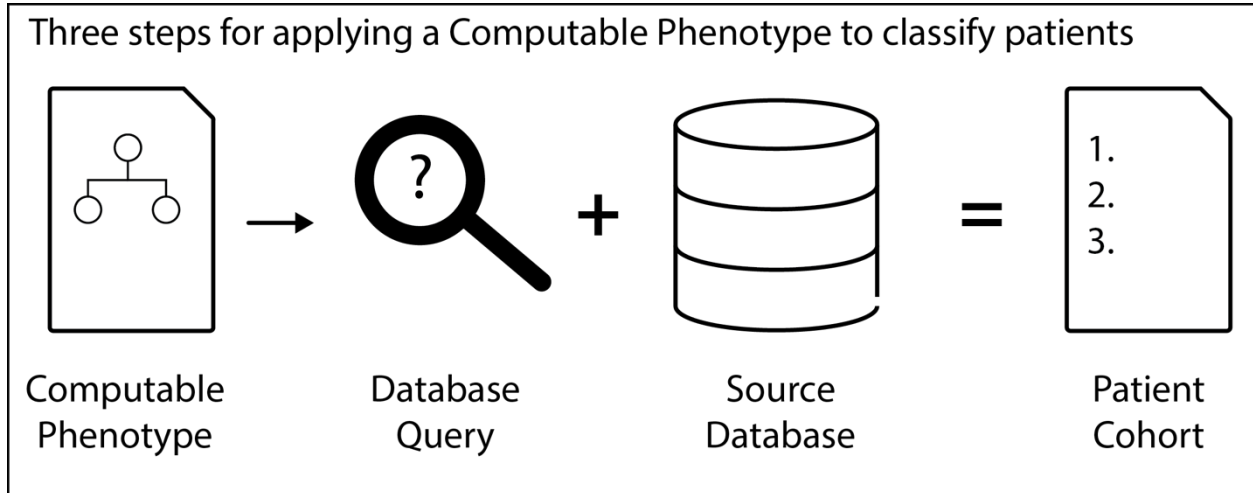 Three steps for applying a Computable Phenotype to classify patients
?
+
=
1.
2.
3.
Computable
Phenotype
Database
Query
Source
Database
Patient
Cohort